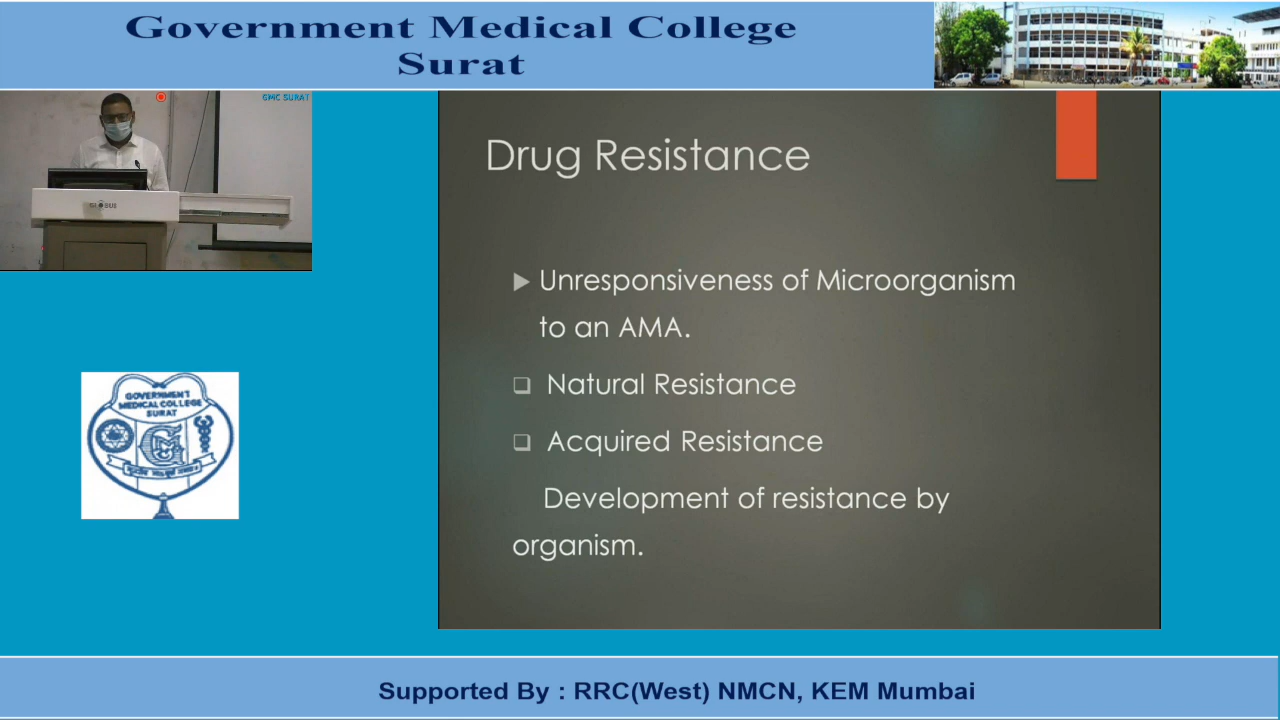 Government Medical College
Surat
GMC SURAT
Drug Resistance
Unresponsiveness of Microorganism
to an AMA.
Natural Resistance
Acquired Resistance
Development of resistance by
organism.
GOVERNMENT
MEDICAL COLLEGE
SURAT
Supported By : RRC(West) NMCN, KEM Mumbai